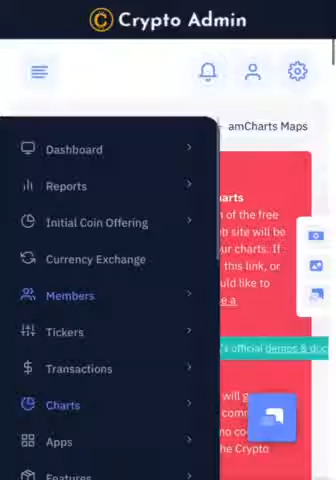 Crypto Admin
amCharts Maps
Dashboard
Reports
Initial Coin Offering
Currency Exchange
Members
Tickers
Transactions
Charts
Apps
Features
of the free
b site will be
ur charts. If
this link, or
uld like to
e a
's official demos & doc
will g
comm
no co
he Crypto